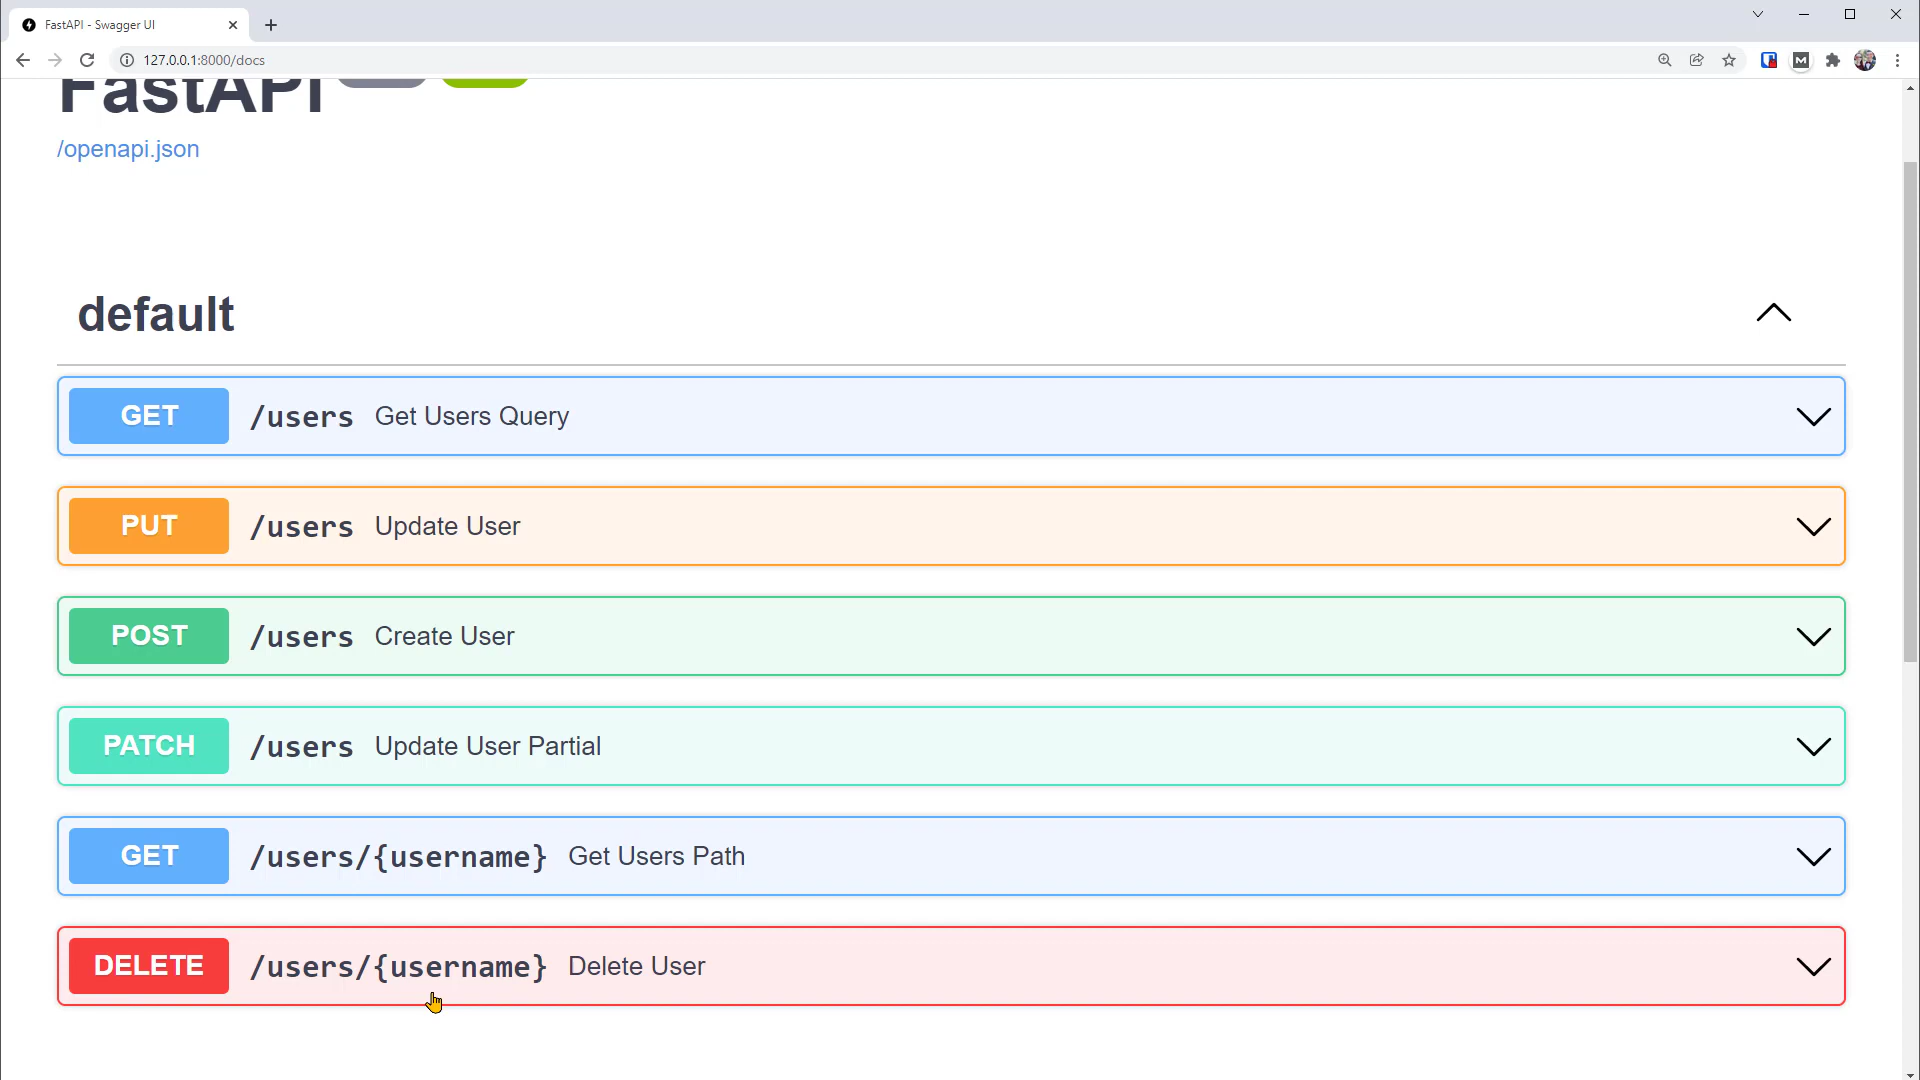 FastAPI - Swagger UI
127.0.0.1:8000/docs
FastAPI
/openapi.json
default
GET /users Get Users Query
PUT /users Update User
POST /users Create User
PATCH /users Update User Partial
GET /users/{username} Get Users Path
DELETE /users/{username} Delete User